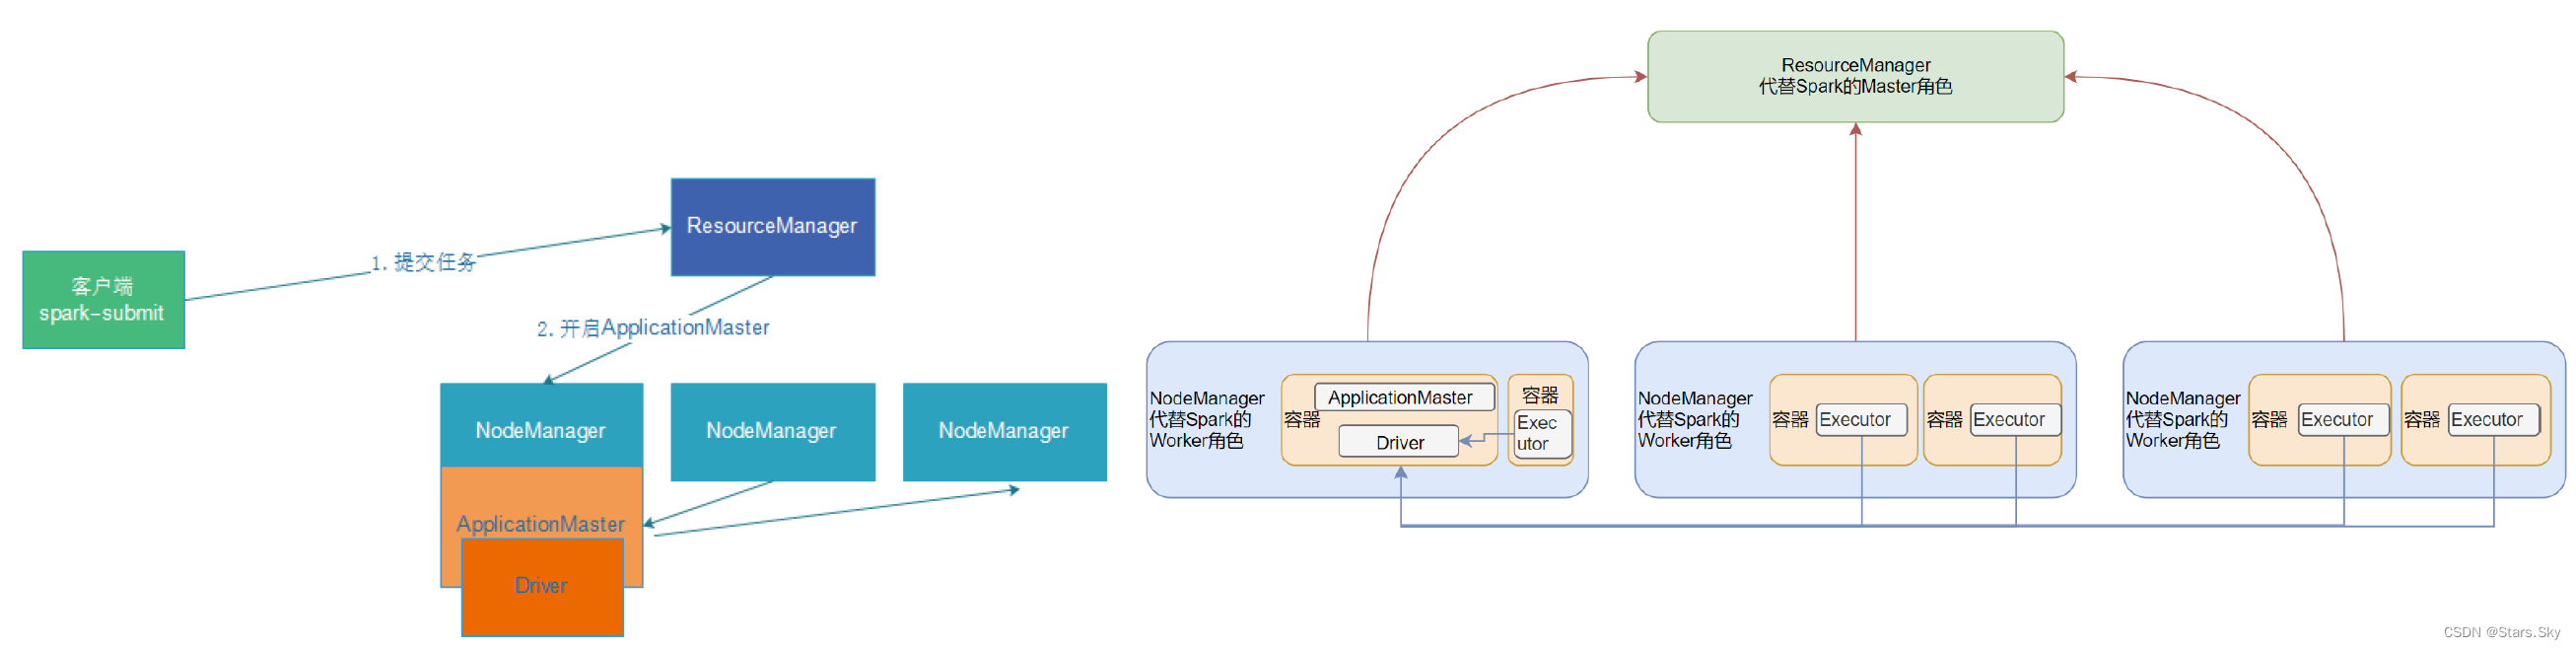 ResourceManager
1. 提交任务
客户端
spark-submit
2. 开启ApplicationMaster
NodeManager
NodeManager
NodeManager
ApplicationMaster
Driver
ResourceManager
代替Spark的Master角色
NodeManager
代替Spark的
Worker角色
容器
ApplicationMaster
Driver
容器
Exec
utor
NodeManager
代替Spark的
Worker角色
容器
Executor
容器
Executor
NodeManager
代替Spark的
Worker角色
容器
Executor
容器
Executor
CSDN @Stars.Sky